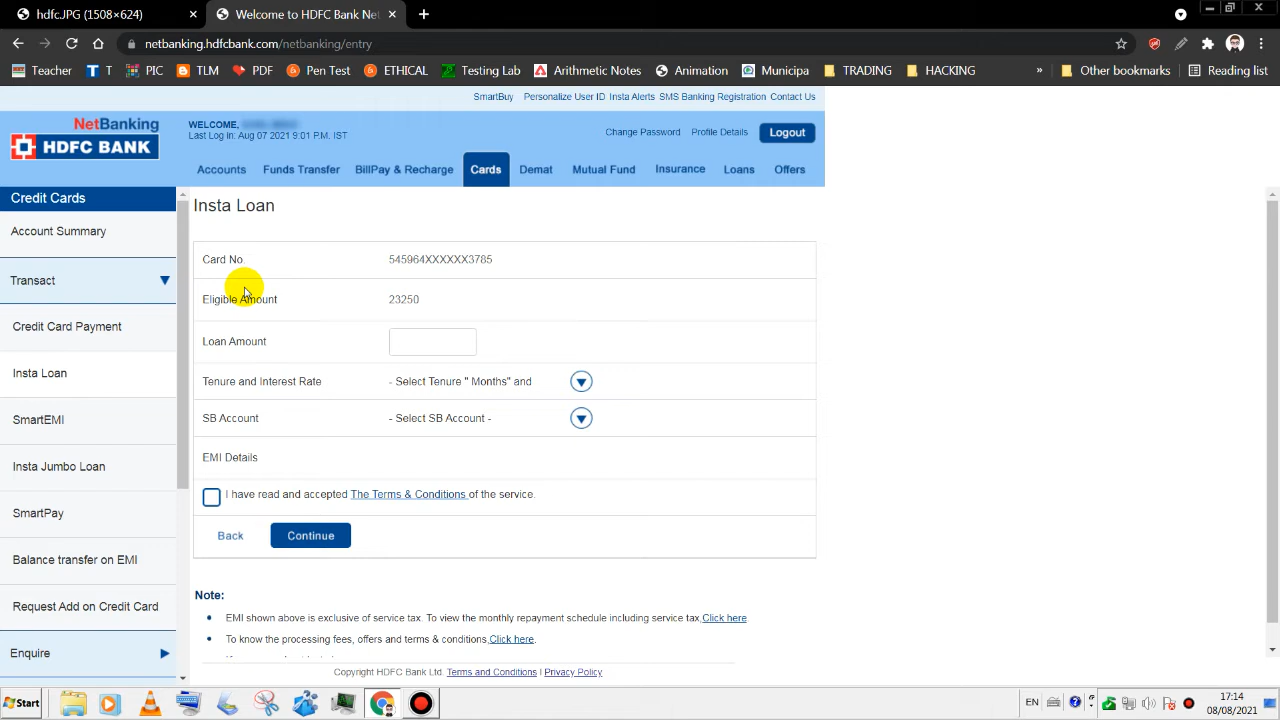 hdfc.JPG (1508×624)
Welcome to HDFC Bank Net
netbanking.hdfcbank.com/netbanking/entry
Teacher T PIC TLM PDF Pen Test ETHICAL Testing Lab Arithmetic Notes Animation Municipa TRADING HACKING » Other bookmarks Reading list
SmartBuy Personalize User ID Insta Alerts SMS Banking Registration Contact Us
NetBanking
HDFC BANK
WELCOME,
Last Log in: Aug 07 2021 9:01 P.M. IST
Change Password Profile Details Logout
Accounts Funds Transfer BillPay & Recharge Cards Demat Mutual Fund Insurance Loans Offers
Credit Cards
Account Summary
Transact
Credit Card Payment
Insta Loan
SmartEMI
Insta Jumbo Loan
SmartPay
Balance transfer on EMI
Request Add on Credit Card
Enquire
Insta Loan
Card No. 545964XXXXXX3785
Eligible Amount 23250
Loan Amount
Tenure and Interest Rate - Select Tenure " Months" and
SB Account - Select SB Account -
EMI Details
I have read and accepted The Terms & Conditions of the service.
Back Continue
Note:
• EMI shown above is exclusive of service tax. To view the monthly repayment schedule including service tax,Click here
• To know the processing fees, offers and terms & conditions,Click here.
Copyright HDFC Bank Ltd. Terms and Conditions I Privacy Policy
Start
EN
17:14
08/08/2021